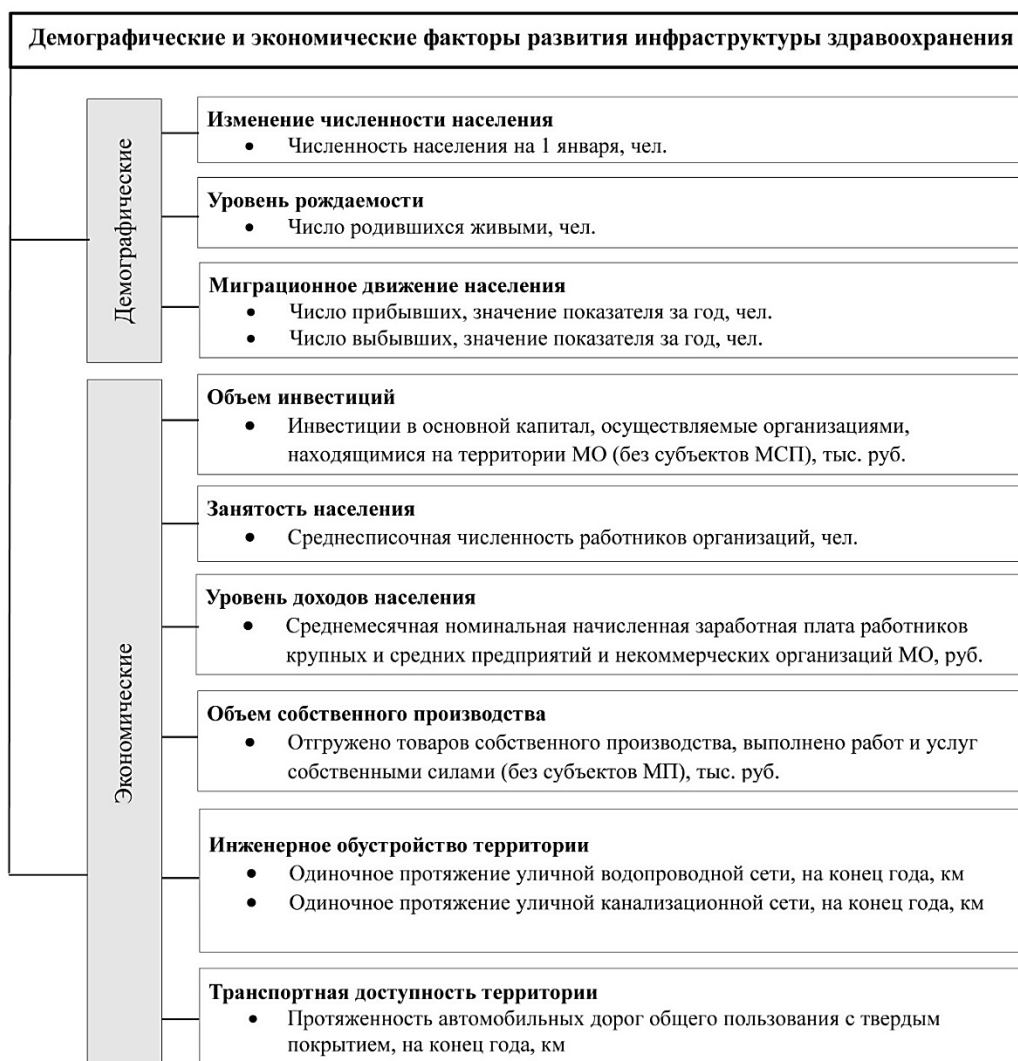 Демографические и экономические факторы развития инфраструктуры здравоохранения
Демографические
Изменение численности населения
• Численность населения на 1 января, чел.
Уровень рождаемости
• Число родившихся живыми, чел.
Миграционное движение населения
• Число прибывших, значение показателя за год, чел.
• Число выбывших, значение показателя за год, чел.
Экономические
Объем инвестиций
• Инвестиции в основной капитал, осуществляемые организациями,
находящимися на территории МО (без субъектов МСП), тыс. руб.
Занятость населения
• Среднесписочная численность работников организаций, чел.
Уровень доходов населения
• Среднемесячная номинальная начисленная заработная плата работников
крупных и средних предприятий и некоммерческих организаций МО, руб.
Объем собственного производства
• Отгружено товаров собственного производства, выполнено работ и услуг
собственными силами (без субъектов МП), тыс. руб.
Инженерное обустройство территории
• Одиночное протяжение уличной водопроводной сети, на конец года, км
• Одиночное протяжение уличной канализационной сети, на конец года, км
Транспортная доступность территории
• Протяженность автомобильных дорог общего пользования с твердым
покрытием, на конец года, км